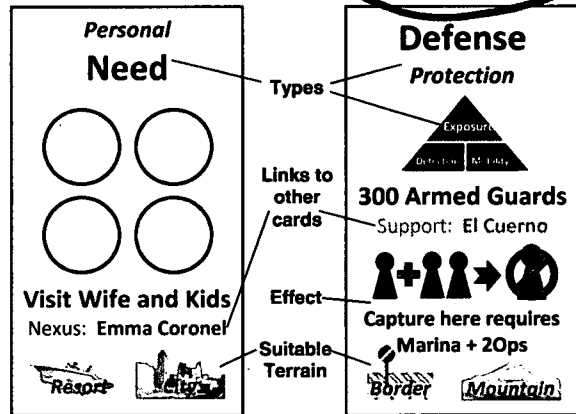 Personal
Need
Visit Wife and Kids
Nexus: Emma Coronel
Resort
City
Types
Links to
other
cards
Effect
Suitable
Terrain
Defense
Protection
Exposure
Detection Mobility
300 Armed Guards
Support: El Cuerno
Capture here requires
Marina + 2Ops
Border
Mountain